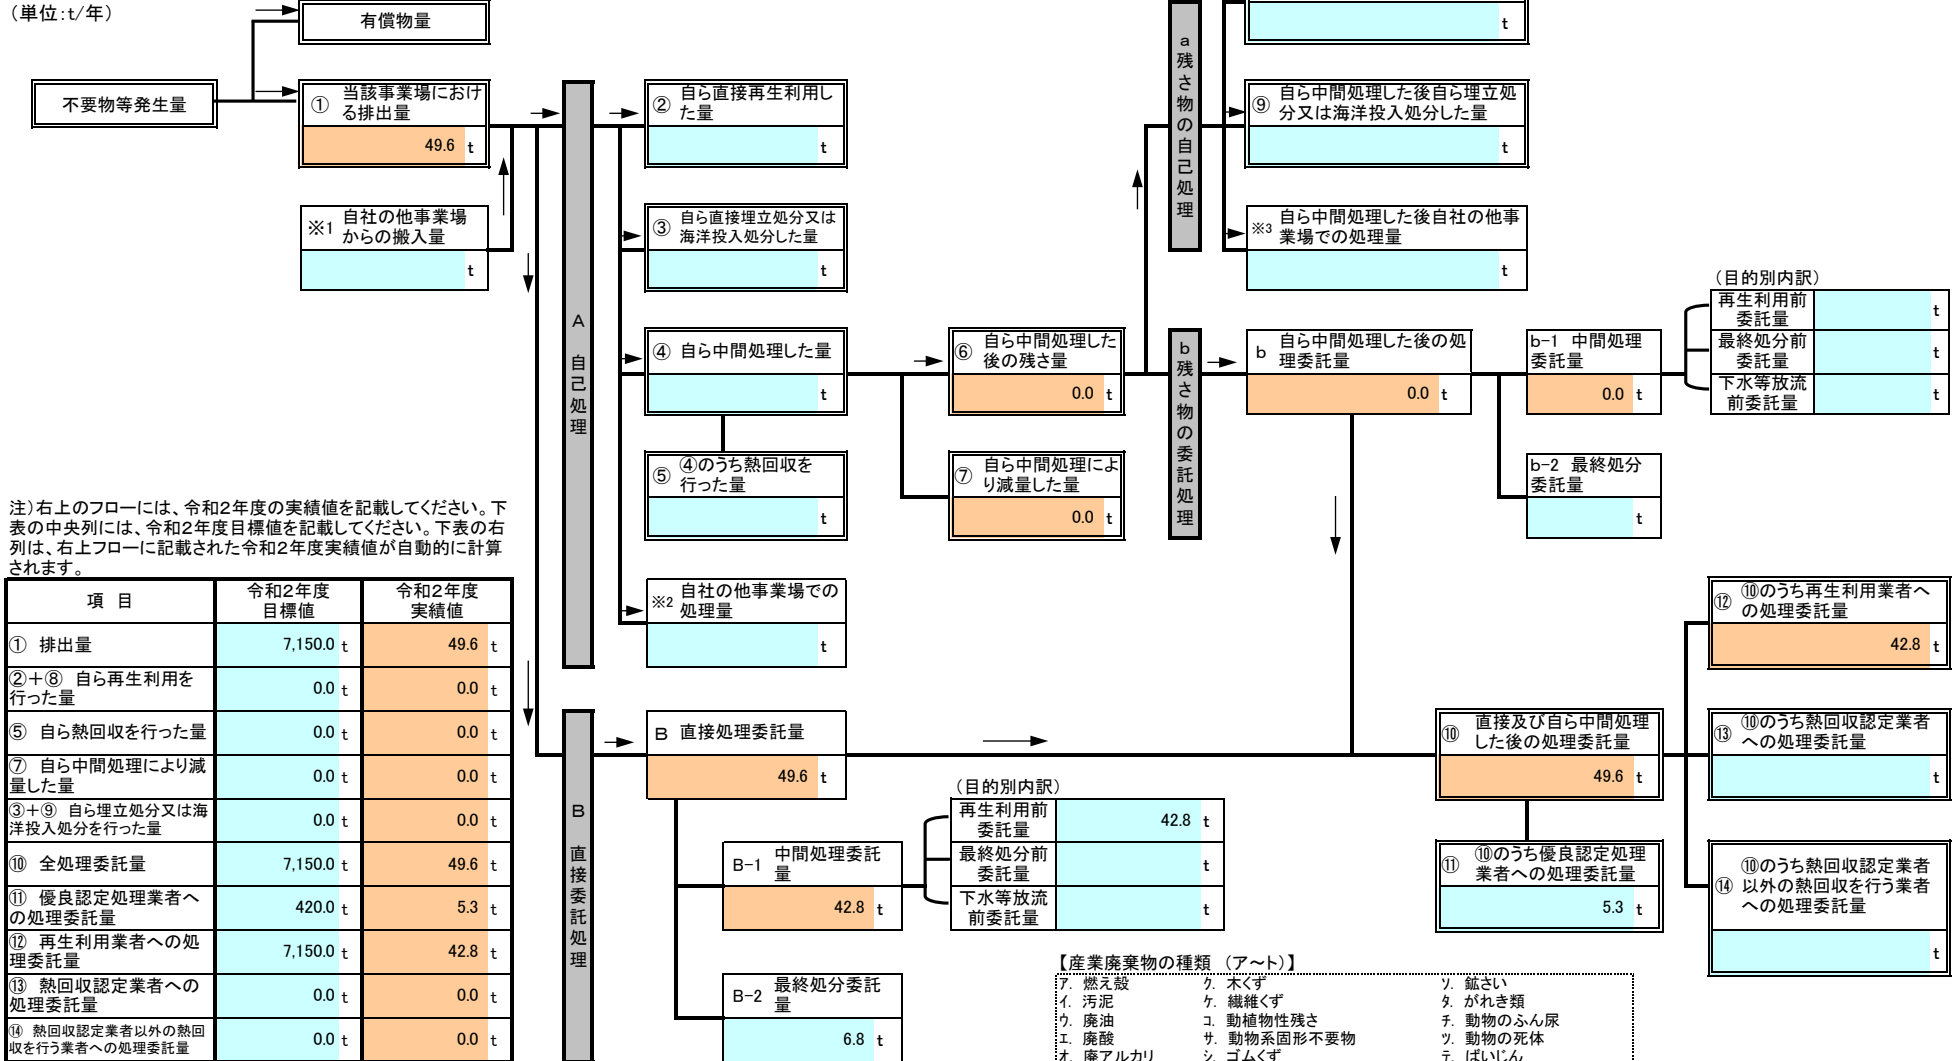 （単位：t/年）
有償物量
不要物等発生量
① 当該事業場におけ
る排出量
49.6 t
※1 自社の他事業場
からの搬入量
t
A 自己処理
② 自ら直接再生利用し
た量
t
③ 自ら直接埋立処分又は
海洋投入処分した量
t
④ 自ら中間処理した量
t
⑤ ④のうち熱回収を
行った量
t
※2 自社の他事業場での
処理量
t
⑥ 自ら中間処理した
後の残さ量
0.0 t
⑦ 自ら中間処理によ
り減量した量
0.0 t
a 残さ物の自己処理
t
⑨ 自ら中間処理した後自ら埋立処
分又は海洋投入処分した量
t
※3 自ら中間処理した後自社の他事
業場での処理量
t
b 残さ物の委託処理
b 自ら中間処理した後の処
理委託量
0.0 t
b-1 中間処理
委託量
0.0 t
b-2 最終処分
委託量
t
（目的別内訳）
再生利用前
委託量
t
最終処分前
委託量
t
下水等放流
前委託量
t
注）右上のフローには、令和2年度の実績値を記載してください。下
表の中央列には、令和2年度目標値を記載してください。下表の右
列は、右上フローに記載された令和2年度実績値が自動的に計算
されます。
項 目
令和2年度
目標値
令和2年度
実績値
① 排出量 7,150.0 t 49.6 t
②＋⑧ 自ら再生利用を
行った量 0.0 t 0.0 t
⑤ 自ら熱回収を行った量 0.0 t 0.0 t
⑦ 自ら中間処理により減
量した量 0.0 t 0.0 t
③＋⑨ 自ら埋立処分又は海
洋投入処分を行った量 0.0 t 0.0 t
⑩ 全処理委託量 7,150.0 t 49.6 t
⑪ 優良認定処理業者へ
の処理委託量 420.0 t 5.3 t
⑫ 再生利用業者への処
理委託量 7,150.0 t 42.8 t
⑬ 熱回収認定業者への
処理委託量 0.0 t 0.0 t
⑭ 熱回収認定業者以外の熱回
収を行う業者への処理委託量 0.0 t 0.0 t
B 直接委託処理
B 直接処理委託量
49.6 t
B-1 中間処理委託
量
42.8 t
B-2 最終処分委託
量
6.8 t
（目的別内訳）
再生利用前
委託量
42.8 t
最終処分前
委託量
t
下水等放流
前委託量
t
⑩ 直接及び自ら中間処理
した後の処理委託量
49.6 t
⑪ ⑩のうち優良認定処理
業者への処理委託量
5.3 t
⑫ ⑩のうち再生利用業者へ
の処理委託量
42.8 t
⑬ ⑩のうち熱回収認定業者
への処理委託量
t
⑭ ⑩のうち熱回収認定業者
以外の熱回収を行う業者
への処理委託量
t
【産業廃棄物の種類 （ア～ト）】
ア. 燃え殻 ク. 木くず ソ. 鉱さい
イ. 汚泥 ケ. 繊維くず タ. がれき類
ウ. 廃油 コ. 動植物性残さ チ. 動物のふん尿
エ. 廃酸 サ. 動物系固形不要物 ツ. 動物の死体
オ. 廃アルカリ シ. ゴムくず テ. ばいじん